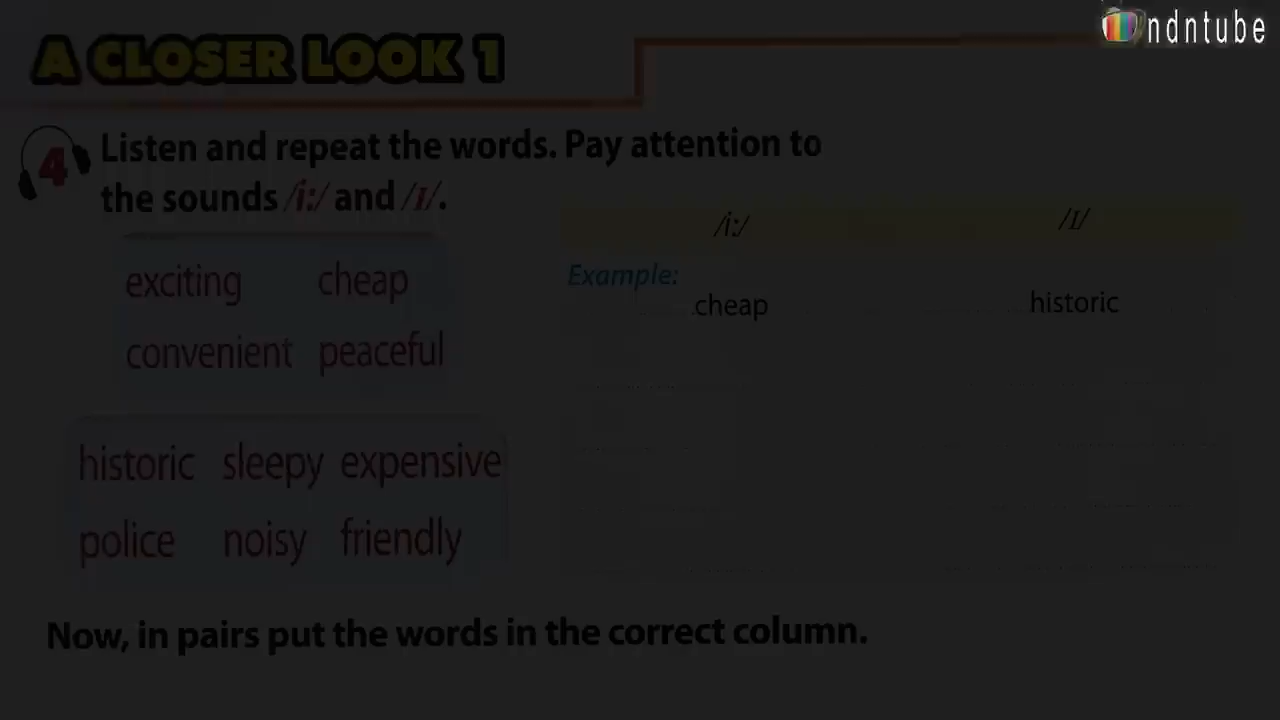 ndntube
A CLOSER LOOK 1
4 Listen and repeat the words. Pay attention to
the sounds /i:/ and /ɪ/.
exciting cheap
convenient peaceful
historic sleepy expensive
police noisy friendly
/i:/ /ɪ/
Example:
cheap historic
Now, in pairs put the words in the correct column.